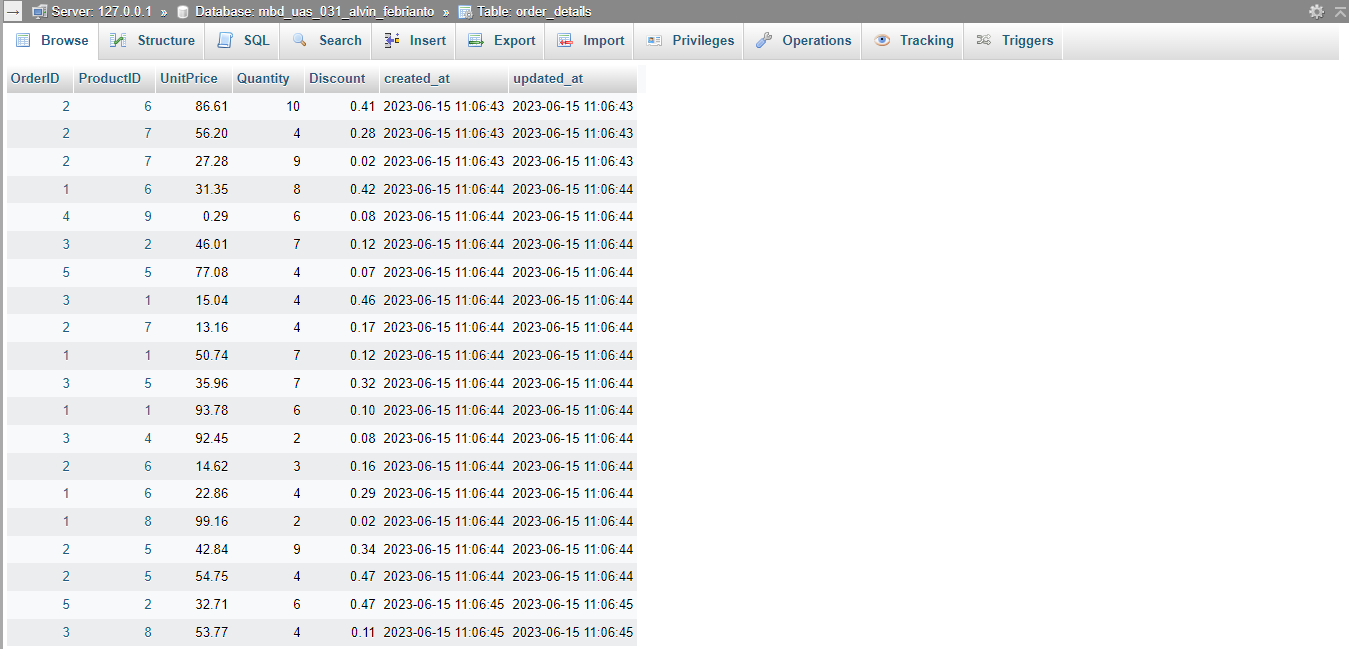 Server: 127.0.0.1 » Database: mbd_uas_031_alvin_febrianto » Table: order_details
Browse Structure SQL Search Insert Export Import Privileges Operations Tracking Triggers
OrderID ProductID UnitPrice Quantity Discount created_at updated_at
2 6 86.61 10 0.41 2023-06-15 11:06:43 2023-06-15 11:06:43
2 7 56.20 4 0.28 2023-06-15 11:06:43 2023-06-15 11:06:43
2 7 27.28 9 0.02 2023-06-15 11:06:43 2023-06-15 11:06:43
1 6 31.35 8 0.42 2023-06-15 11:06:44 2023-06-15 11:06:44
4 9 0.29 6 0.08 2023-06-15 11:06:44 2023-06-15 11:06:44
3 2 46.01 7 0.12 2023-06-15 11:06:44 2023-06-15 11:06:44
5 5 77.08 4 0.07 2023-06-15 11:06:44 2023-06-15 11:06:44
3 1 15.04 4 0.46 2023-06-15 11:06:44 2023-06-15 11:06:44
2 7 13.16 4 0.17 2023-06-15 11:06:44 2023-06-15 11:06:44
1 1 50.74 7 0.12 2023-06-15 11:06:44 2023-06-15 11:06:44
3 5 35.96 7 0.32 2023-06-15 11:06:44 2023-06-15 11:06:44
1 1 93.78 6 0.10 2023-06-15 11:06:44 2023-06-15 11:06:44
3 4 92.45 2 0.08 2023-06-15 11:06:44 2023-06-15 11:06:44
2 6 14.62 3 0.16 2023-06-15 11:06:44 2023-06-15 11:06:44
1 6 22.86 4 0.29 2023-06-15 11:06:44 2023-06-15 11:06:44
1 8 99.16 2 0.02 2023-06-15 11:06:44 2023-06-15 11:06:44
2 5 42.84 9 0.34 2023-06-15 11:06:44 2023-06-15 11:06:44
2 5 54.75 4 0.47 2023-06-15 11:06:44 2023-06-15 11:06:44
5 2 32.71 6 0.47 2023-06-15 11:06:45 2023-06-15 11:06:45
3 8 53.77 4 0.11 2023-06-15 11:06:45 2023-06-15 11:06:45